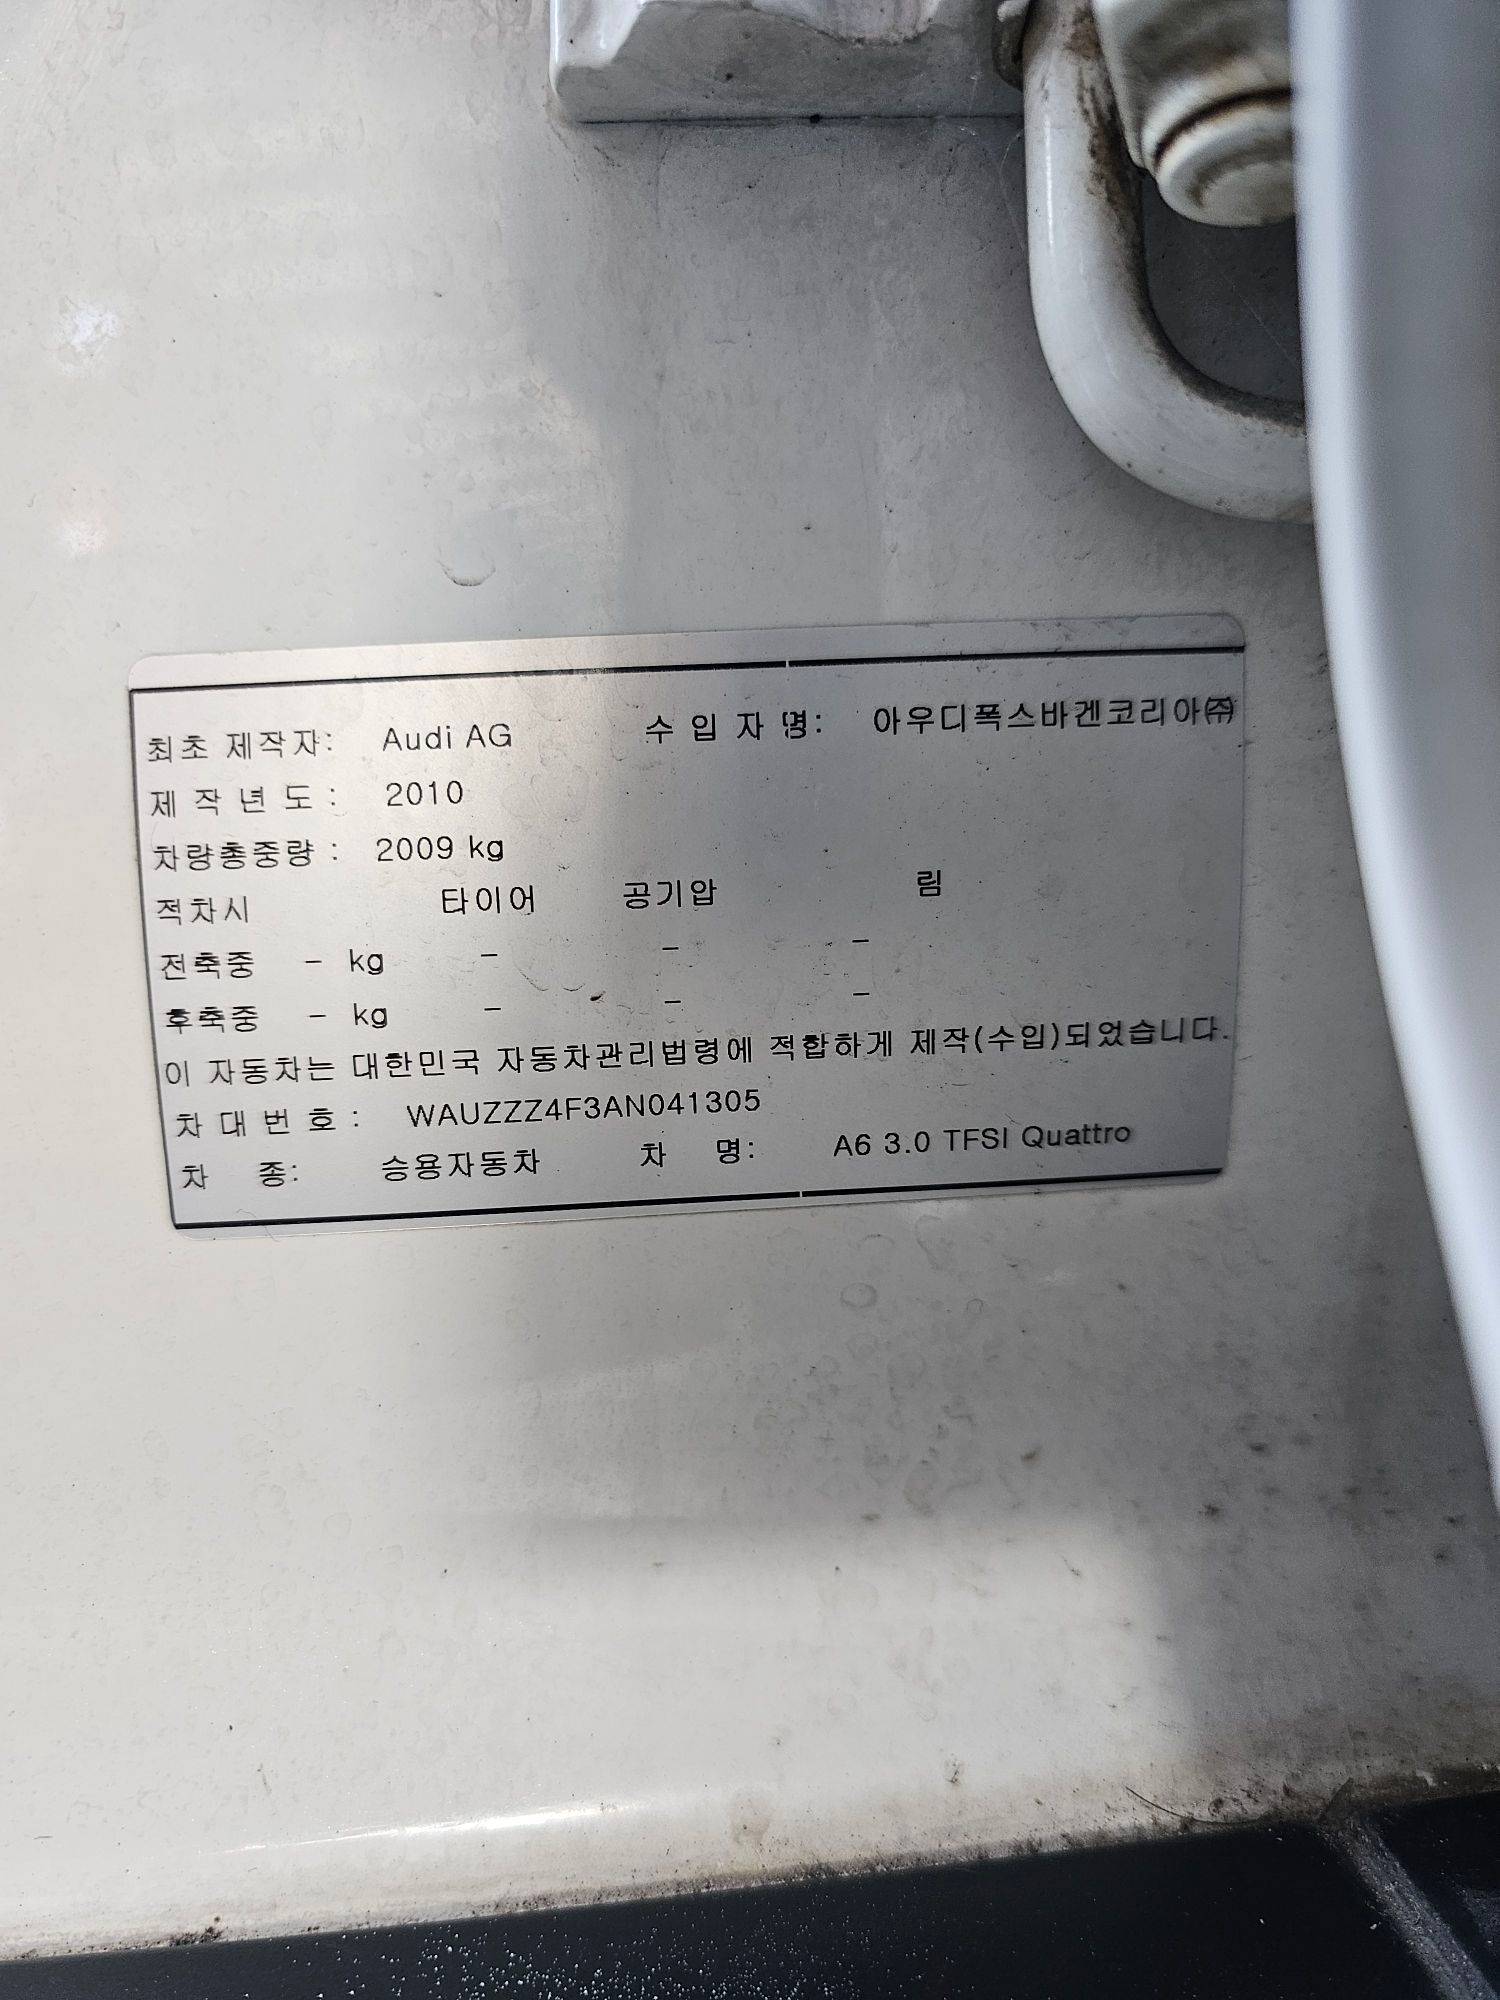 최초 제작자: Audi AG 수 입 자 명: 아우디폭스바겐코리아㈜
제 작 년 도 : 2010
차량총중량 : 2009 kg
적차시 타이어 공기압 림
전축중 - kg - - -
후축중 - kg - - -
이 자동차는 대한민국 자동차관리법령에 적합하게 제작(수입)되었습니다.
차 대 번 호 : WAUZZZ4F3AN041305
차 종: 승용자동차 차 명: A6 3.0 TFSI Quattro